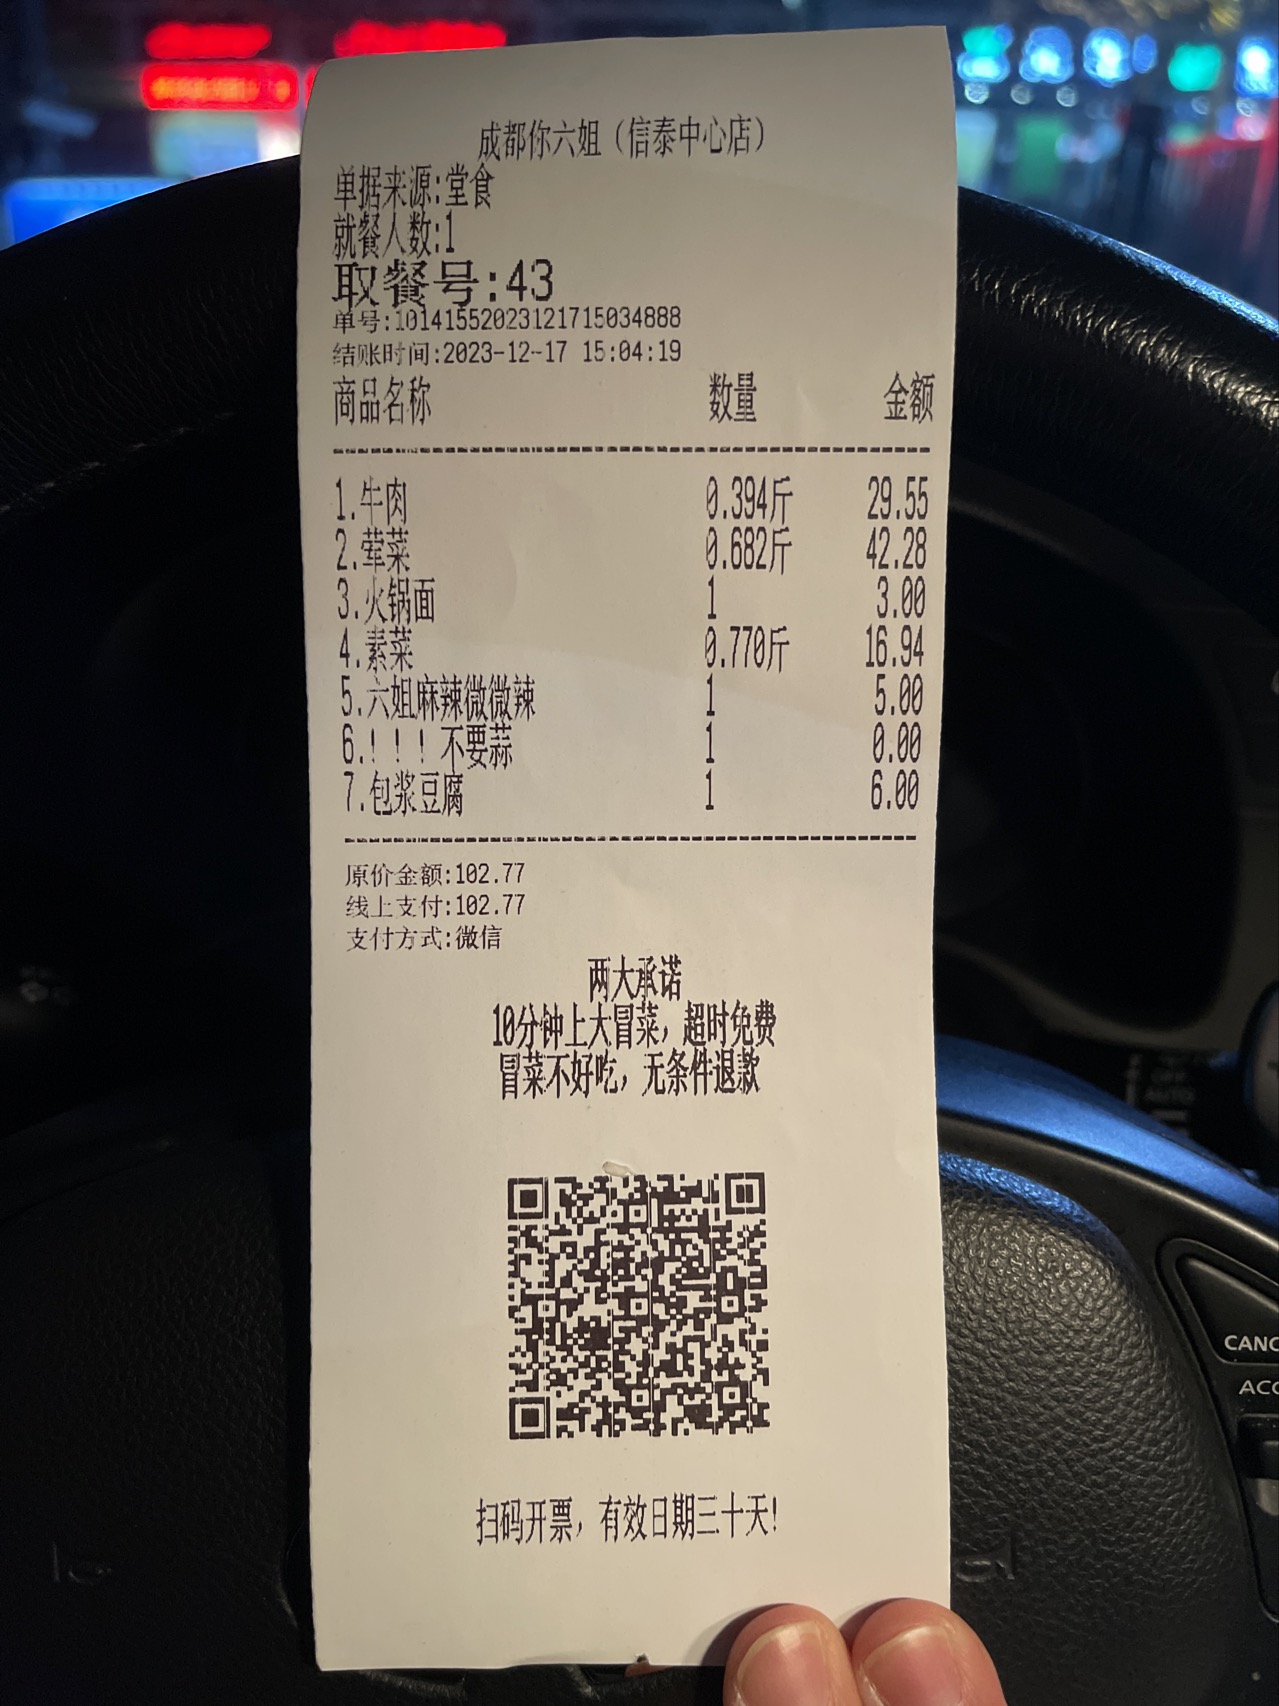 成都你六姐（信泰中心店）
单据来源:堂食
就餐人数:1
取餐号:43
单号:10141552023121715034888
结账时间:2023-12-17 15:04:19
商品名称 数量 金额
1.牛肉 0.394斤 29.55
2.荤菜 0.682斤 42.28
3.火锅面 1 3.00
4.素菜 0.770斤 16.94
5.六姐麻辣微微辣 1 5.00
6.！！！不要蒜 1 0.00
7.包浆豆腐 1 6.00
原价金额:102.77
线上支付:102.77
支付方式:微信
两大承诺
10分钟上大冒菜，超时免费
冒菜不好吃，无条件退款
扫码开票，有效日期三十天!
OFF
AUTO
CANC
ACC